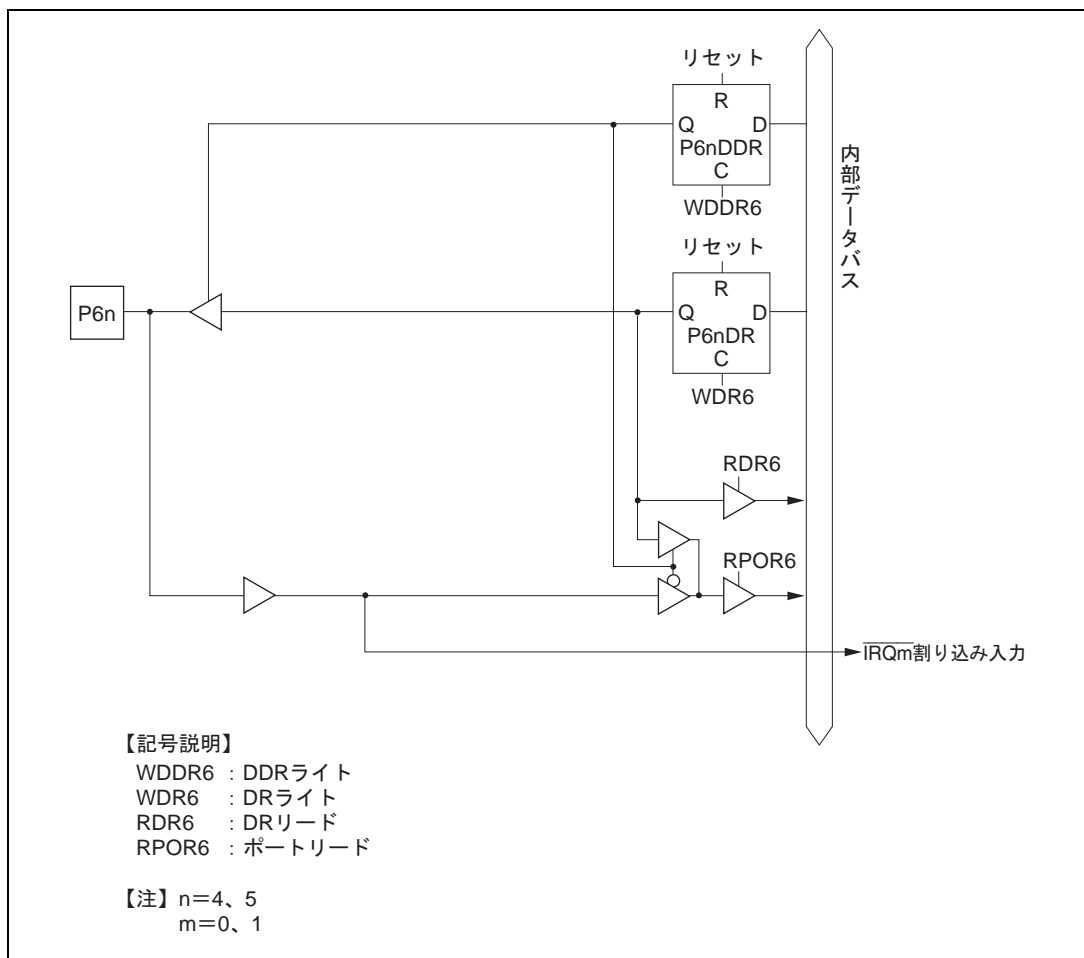 リセット
R
Q D
P6nDDR
C
WDDR6
内部データバス
リセット
R
P6n
Q D
P6nDR
C
WDR6
RDR6
RPOR6
IRQm割り込み入力
【記号説明】
WDDR6 : DDRライト
WDR6 : DRライト
RDR6 : DRリード
RPOR6 : ポートリード
【注】 n=4、5
m=0、1